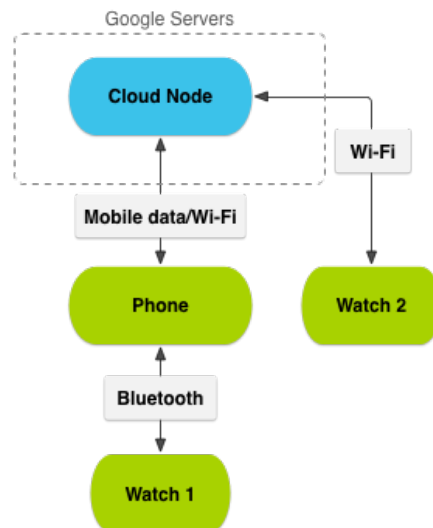 Google Servers
Cloud Node
Wi-Fi
Mobile data/Wi-Fi
Phone
Watch 2
Bluetooth
Watch 1